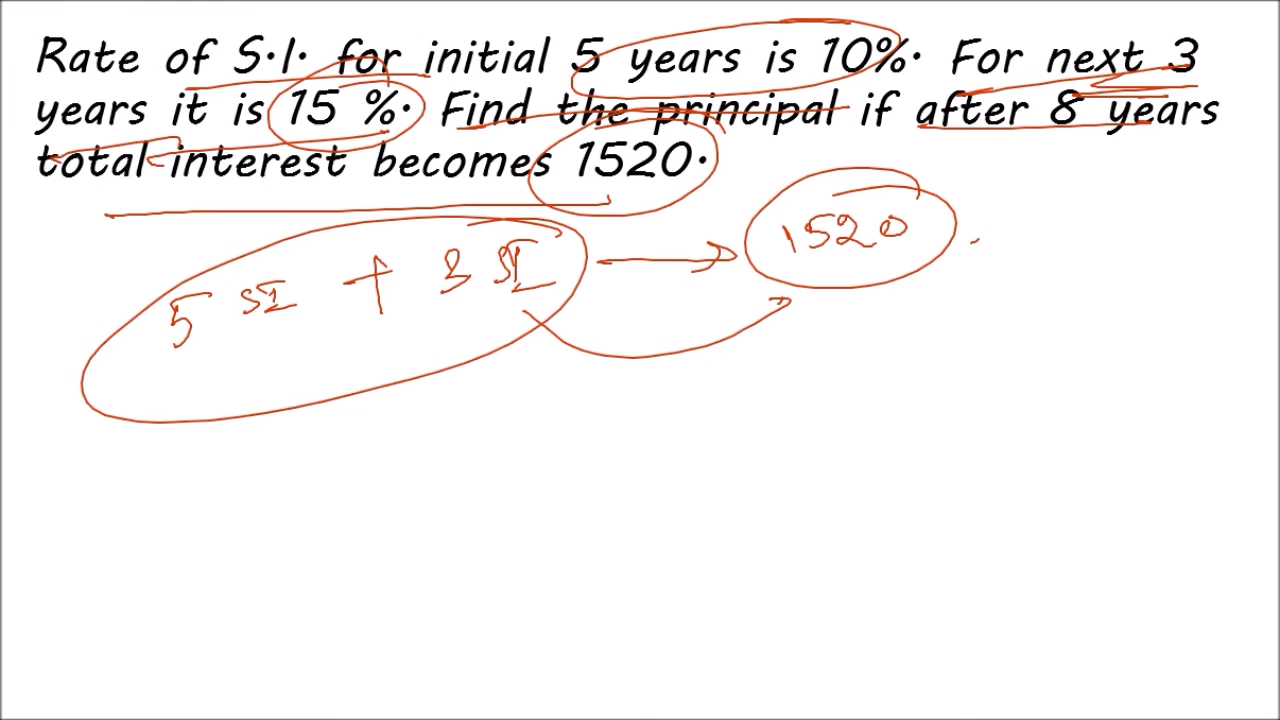 Rate of S.I. for initial 5 years is 10%. For next 3
years it is 15 %. Find the principal if after 8 years
total interest becomes 1520.
5 SI + 3 SI → 1520